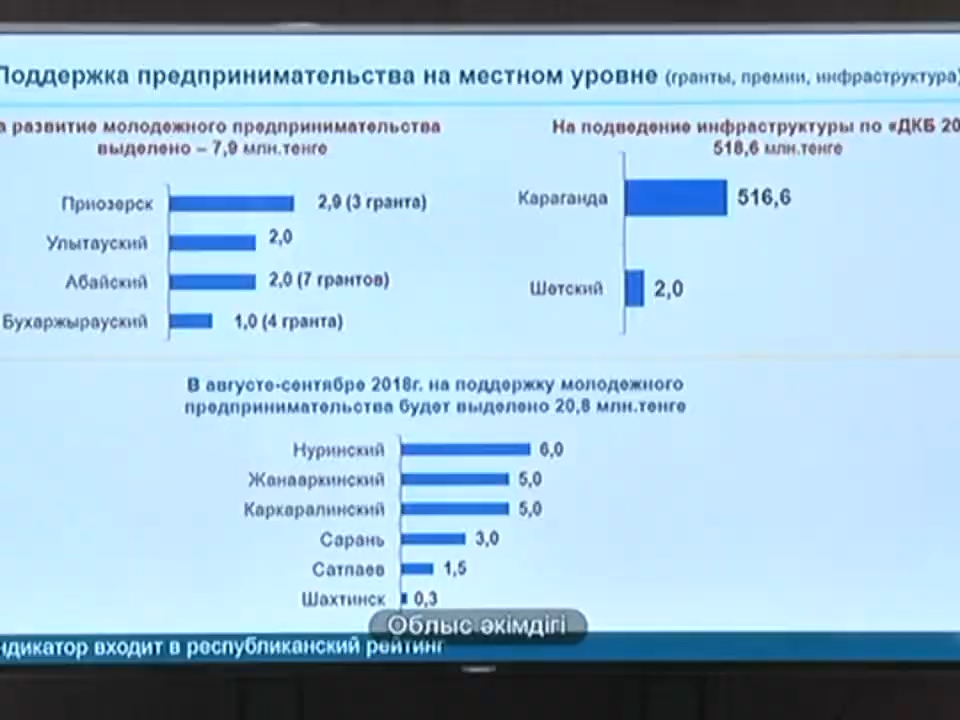 Поддержка предпринимательства на местном уровне (гранты, премии, инфраструктура)
а развитие молодежного предпринимательства
выделено – 7,9 млн.тенге
Приозерск 2,9 (3 гранта)
Улытауский 2,0
Абайский 2,0 (7 грантов)
Бухаржырауский 1,0 (4 гранта)
На подведение инфраструктуры по «ДКБ 20
518,6 млн.тенге
Караганда 516,6
Шетский 2,0
В августе-сентябре 2018г. на поддержку молодежного
предпринимательства будет выделено 20,8 млн.тенге
Нуринский 6,0
Жанааркинский 5,0
Каркаралинский 5,0
Сарань 3,0
Сатпаев 1,5
Шахтинск 0,3
Облыс әкімдігі
ндикатор входит в республиканский рейтинг